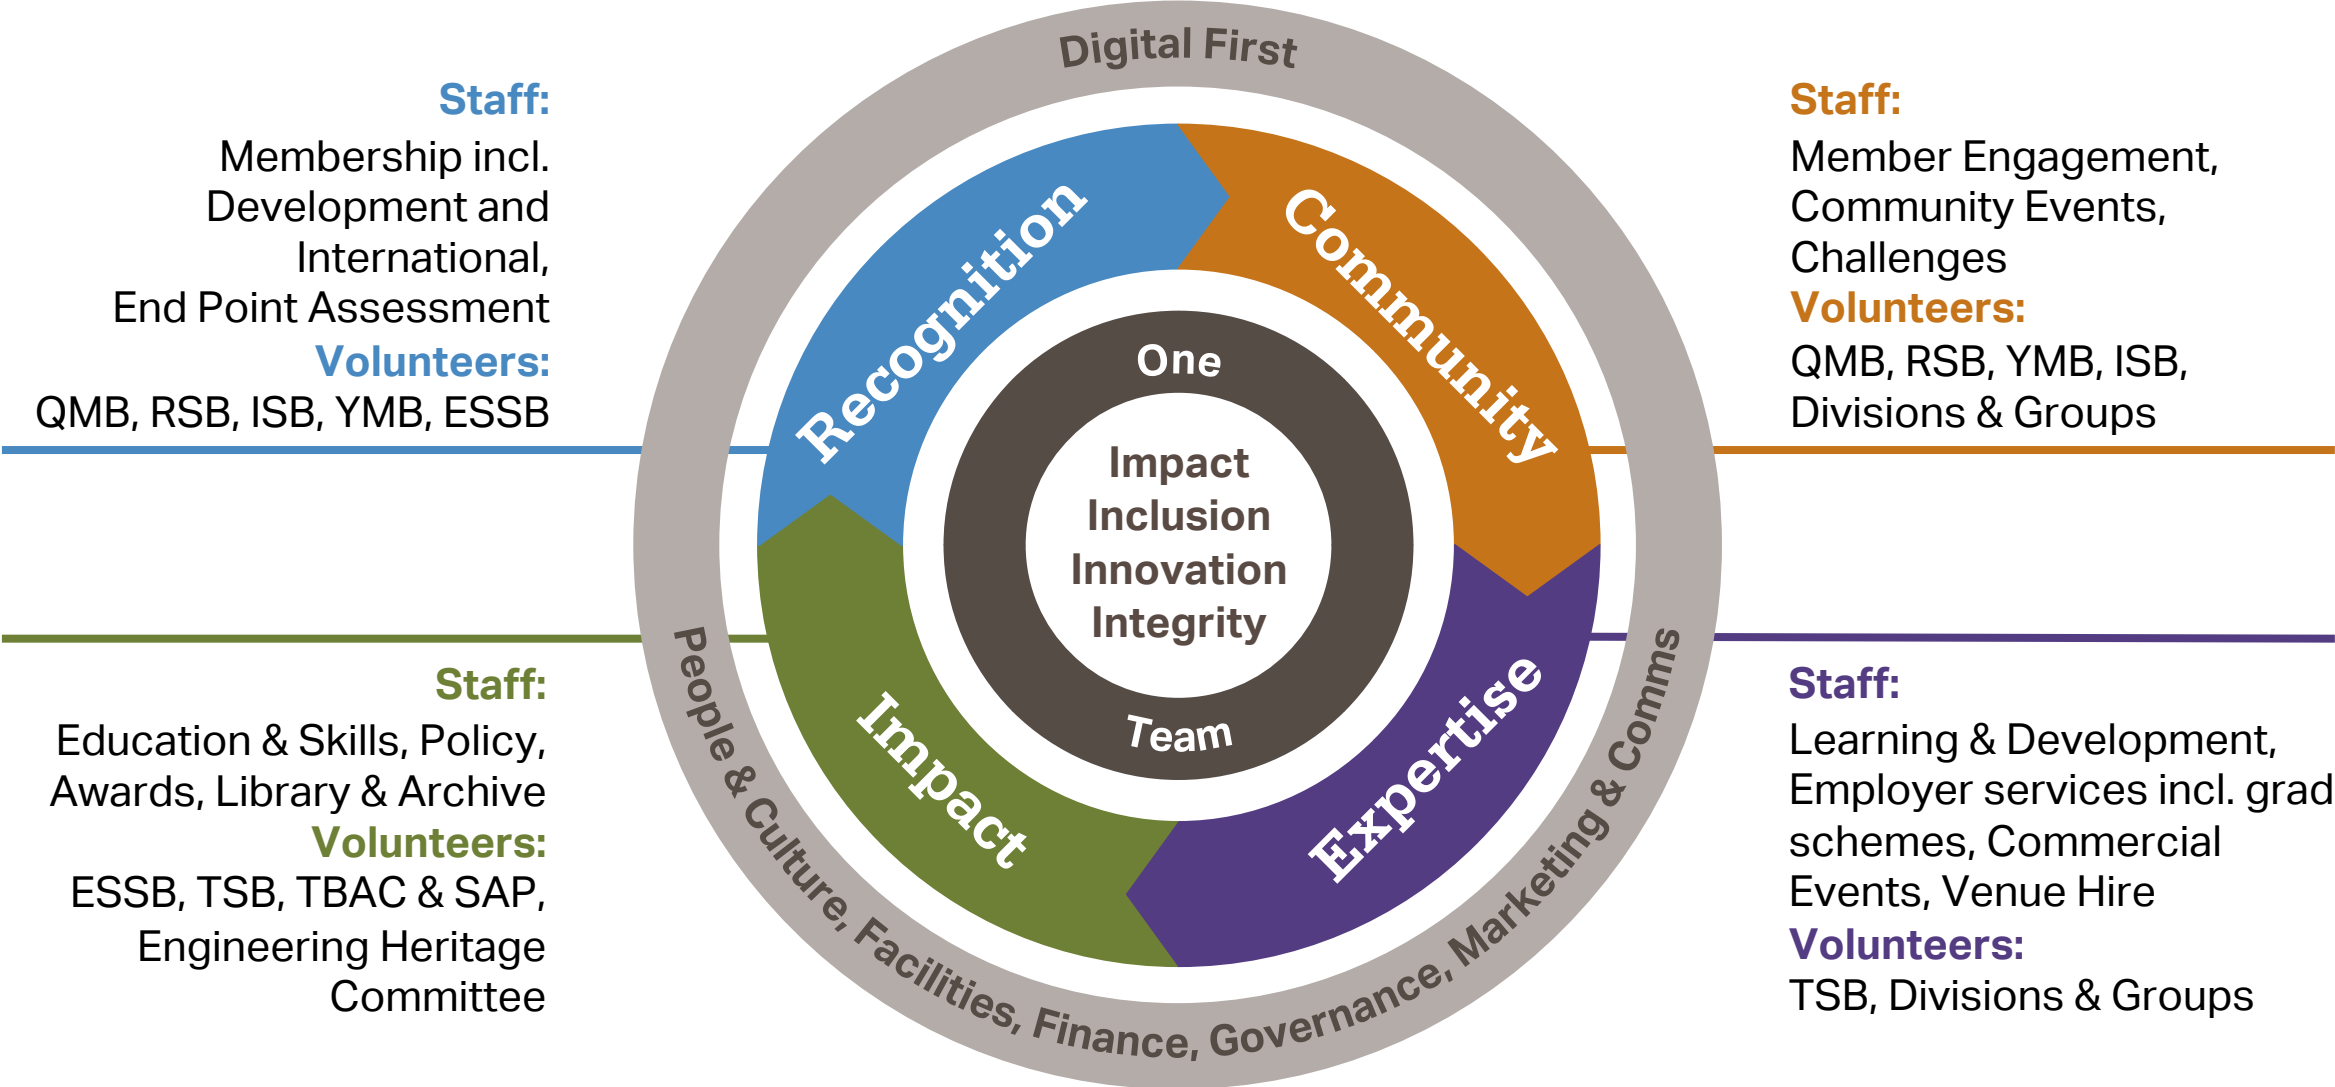 Digital First
Staff:
Membership incl.
Development and
International,
End Point Assessment
Volunteers:
QMB, RSB, ISB, YMB, ESSB
Staff:
Member Engagement,
Community Events,
Challenges
Volunteers:
QMB, RSB, YMB, ISB,
Divisions & Groups
Recognition
Community
One
Impact
Inclusion
Innovation
Integrity
Team
Impact
Expertise
Staff:
Education & Skills, Policy,
Awards, Library & Archive
Volunteers:
ESSB, TSB, TBAC & SAP,
Engineering Heritage
Committee
Staff:
Learning & Development,
Employer services incl. grad
schemes, Commercial
Events, Venue Hire
Volunteers:
TSB, Divisions & Groups
People & Culture, Facilities, Finance, Governance, Marketing & Comms